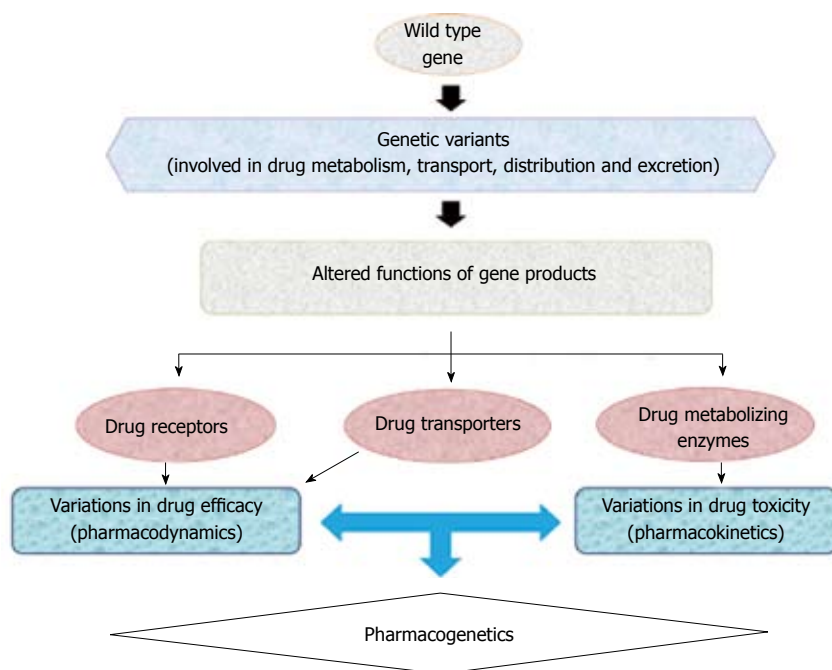 Wild type
gene
Genetic variants
(involved in drug metabolism, transport, distribution and excretion)
Altered functions of gene products
Drug receptors
Drug transporters
Drug metabolizing
enzymes
Variations in drug efficacy
(pharmacodynamics)
Variations in drug toxicity
(pharmacokinetics)
Pharmacogenetics